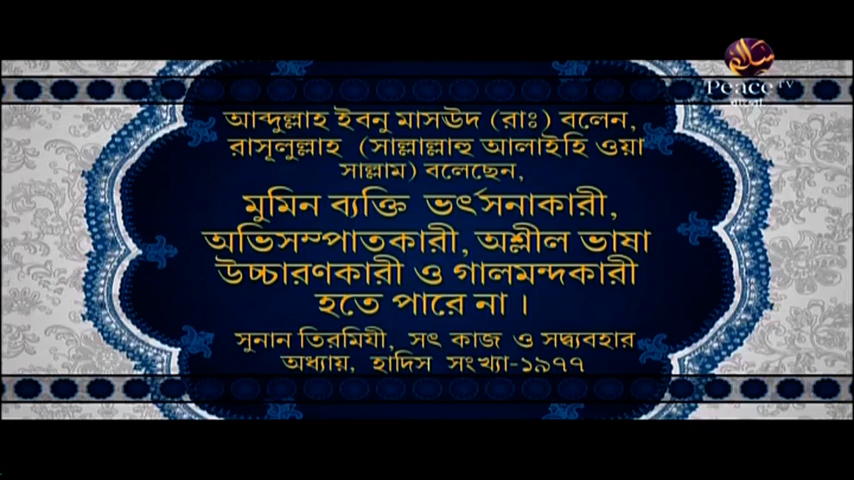 سلام
Peace TV
বাংলা
আব্দুল্লাহ ইবনু মাসঊদ (রাঃ) বলেন,
রাসূলুল্লাহ (সাল্লাল্লাহু আলাইহি ওয়া
সাল্লাম) বলেছেন,
মুমিন ব্যক্তি ভর্ৎসনাকারী,
অভিসম্পাতকারী, অশ্লীল ভাষা
উচ্চারণকারী ও গালমন্দকারী
হতে পারে না ।
সুনান তিরমিযী, সৎ কাজ ও সদ্ব্যবহার
অধ্যায়, হাদিস সংখ্যা-১৯৭৭